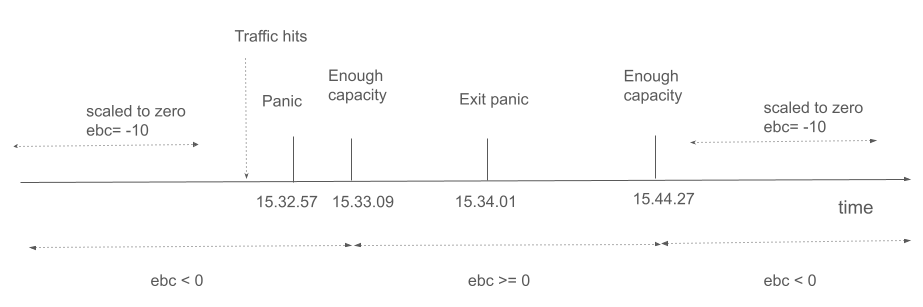 Traffic hits
Enough
capacity
Enough
capacity
Panic
Exit panic
scaled to zero
ebc= -10
scaled to zero
ebc= -10
15.32.57
15.33.09
15.34.01
15.44.27
time
ebc < 0
ebc >= 0
ebc < 0